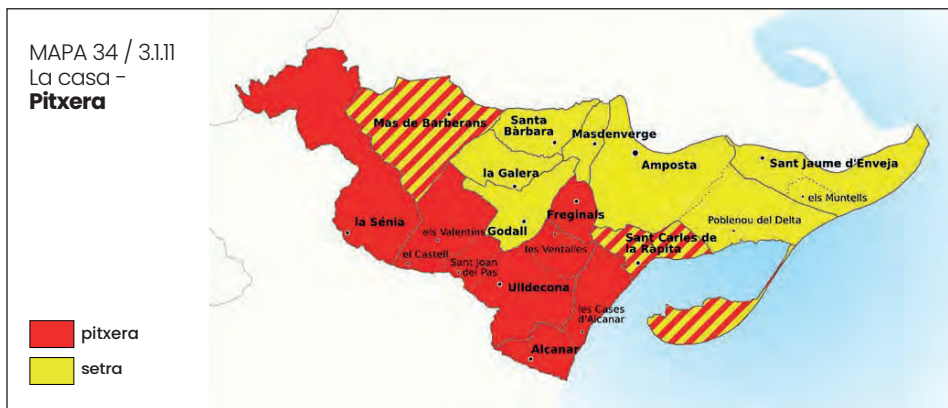 MAPA 34 / 3.1.11
La casa -
Pitxera
Mas de Barberans
Santa
Bàrbara
Masdenverge
Amposta
Sant Jaume d'Enveja
els Muntells
la Galera
Freginals
Poblenou del Delta
la Sénia
els Valentins
Godall
les Ventalles
Sant Carles de
la Ràpita
el Castell
Sant Joan
del Pas
Ulldecona
les Cases
d'Alcanar
Alcanar
pitxera
setra